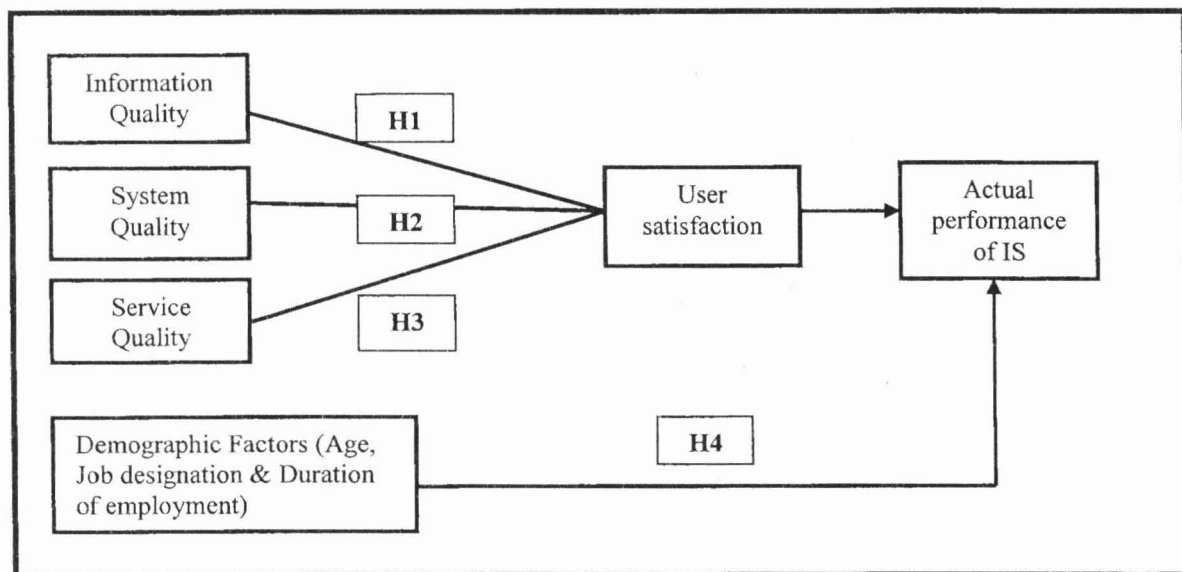 Information
Quality
H1
System
Quality
H2
Service
Quality
H3
User
satisfaction
Actual
performance
of IS
Demographic Factors (Age,
Job designation & Duration
of employment)
H4